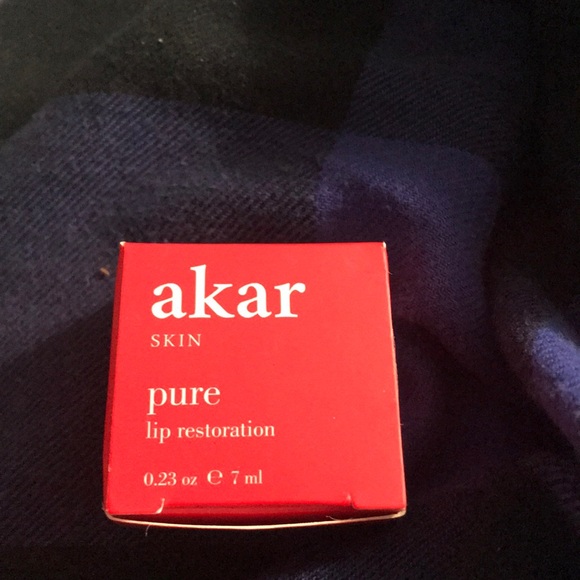 akar
SKIN
pure
lip restoration
0.23 oz ℮ 7 ml